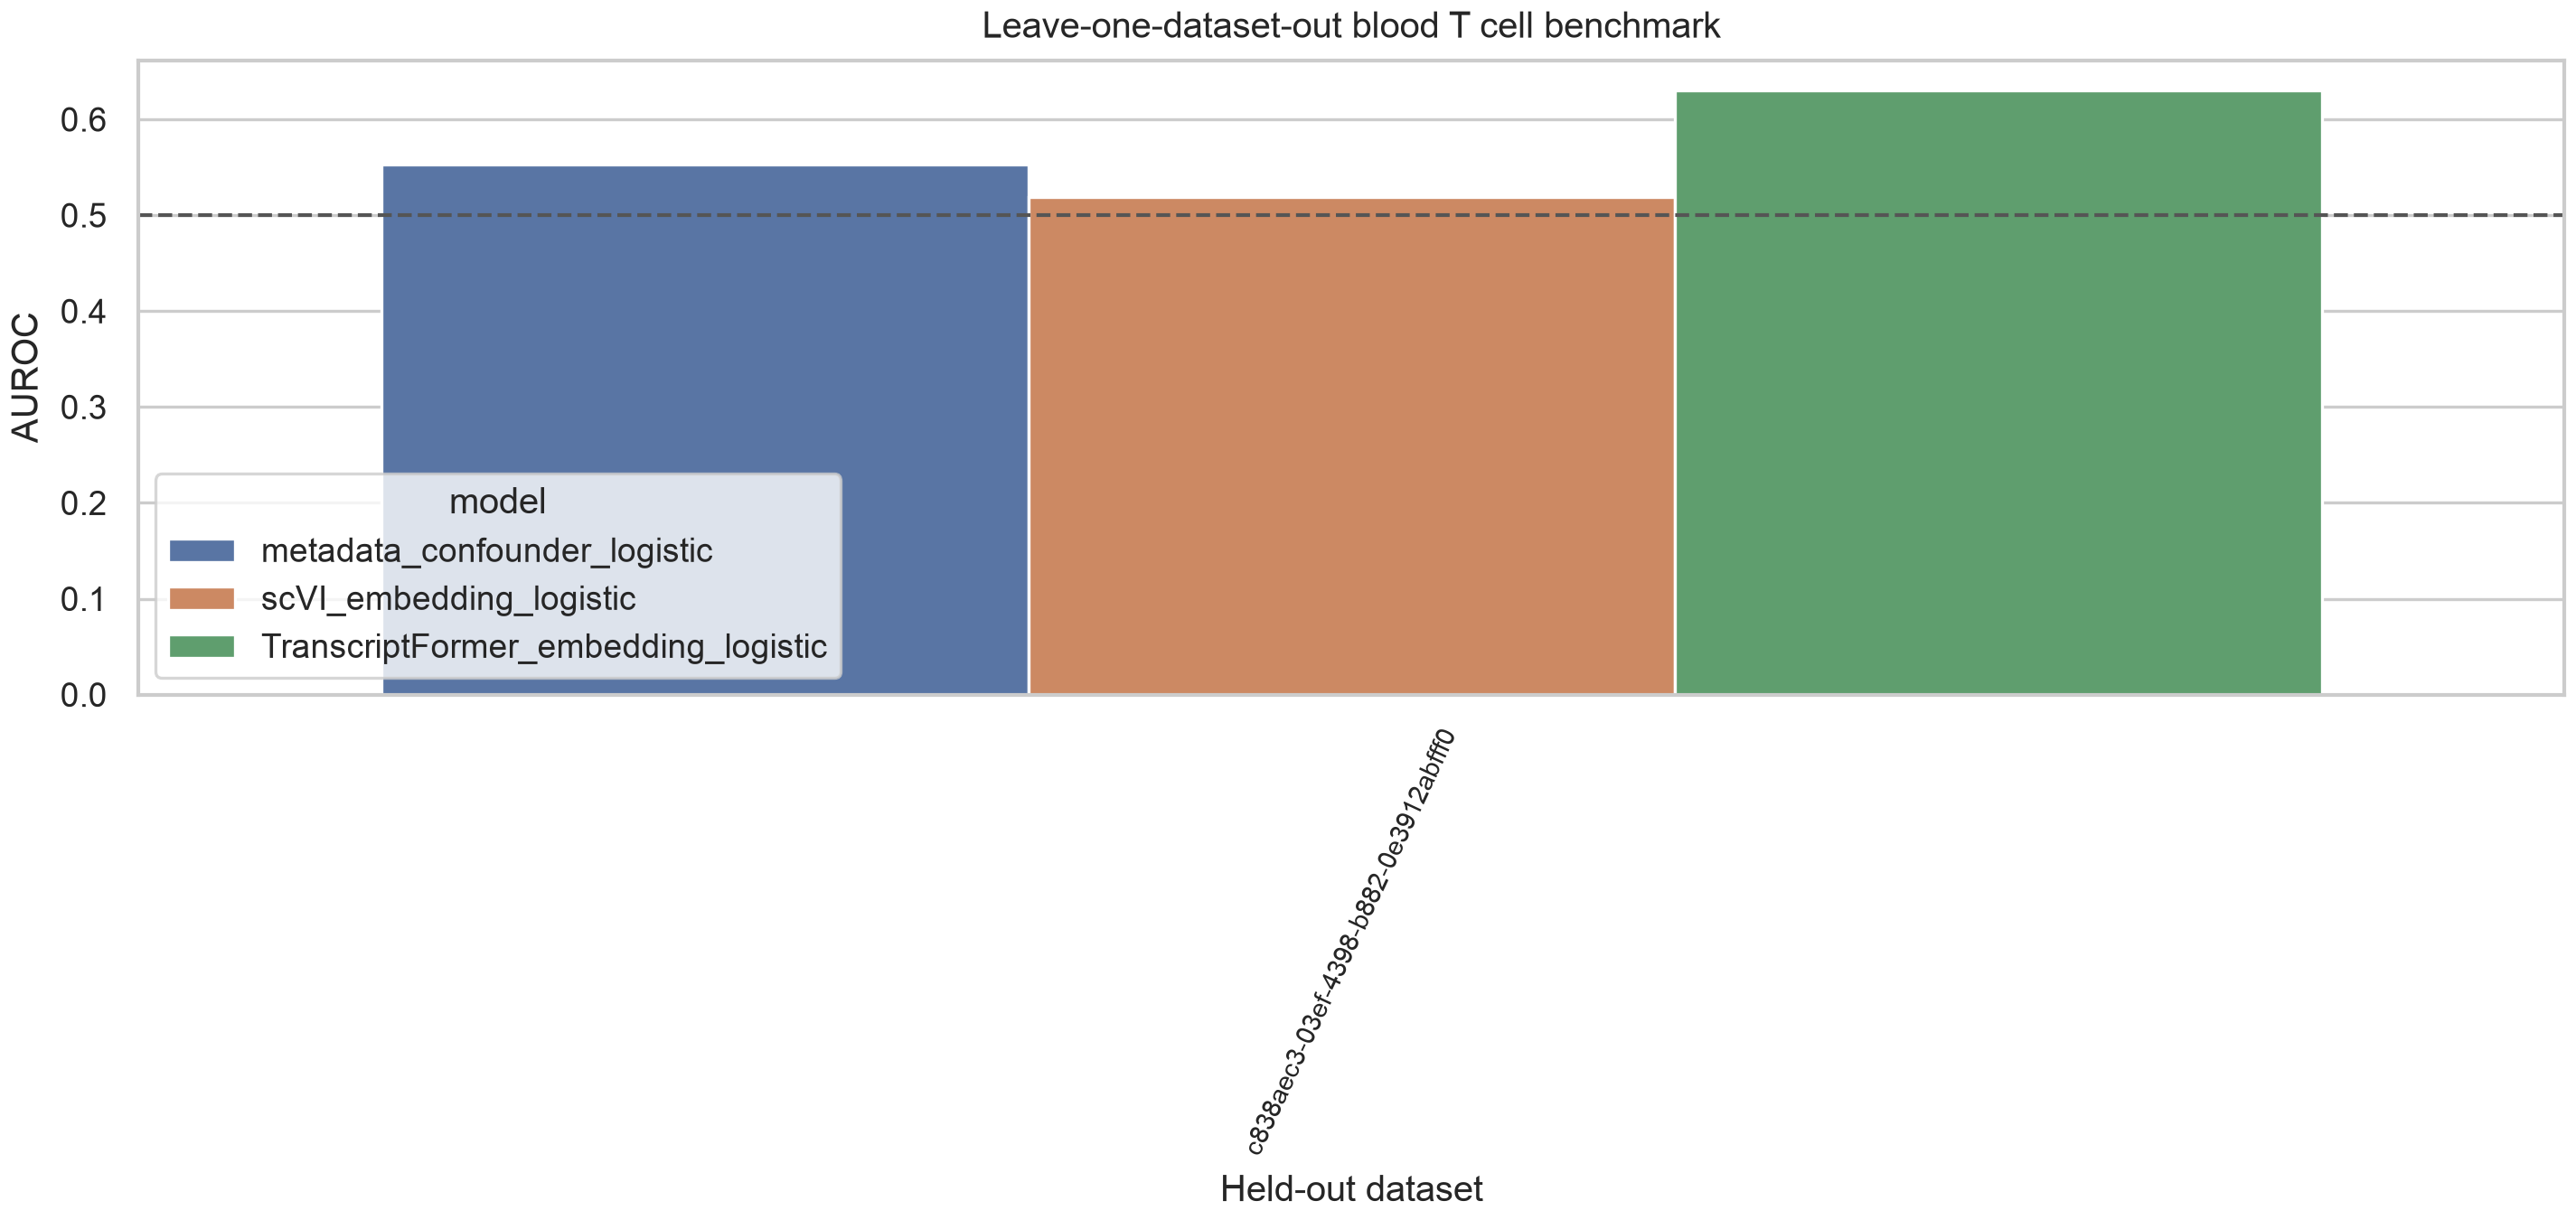 Leave-one-dataset-out blood T cell benchmark
AUROC
0.6
0.5
0.4
0.3
0.2
0.1
0.0
model
metadata_confounder_logistic
scVI_embedding_logistic
TranscriptFormer_embedding_logistic
c838aec3-03ef-4398-b882-0e3912abfff0
Held-out dataset